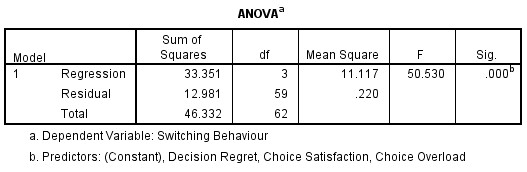 ANOVAa
Model Sum of Squares df Mean Square F Sig.
1 Regression 33.351 3 11.117 50.530 .000b
Residual 12.981 59 .220
Total 46.332 62
a. Dependent Variable: Switching Behaviour
b. Predictors: (Constant), Decision Regret, Choice Satisfaction, Choice Overload